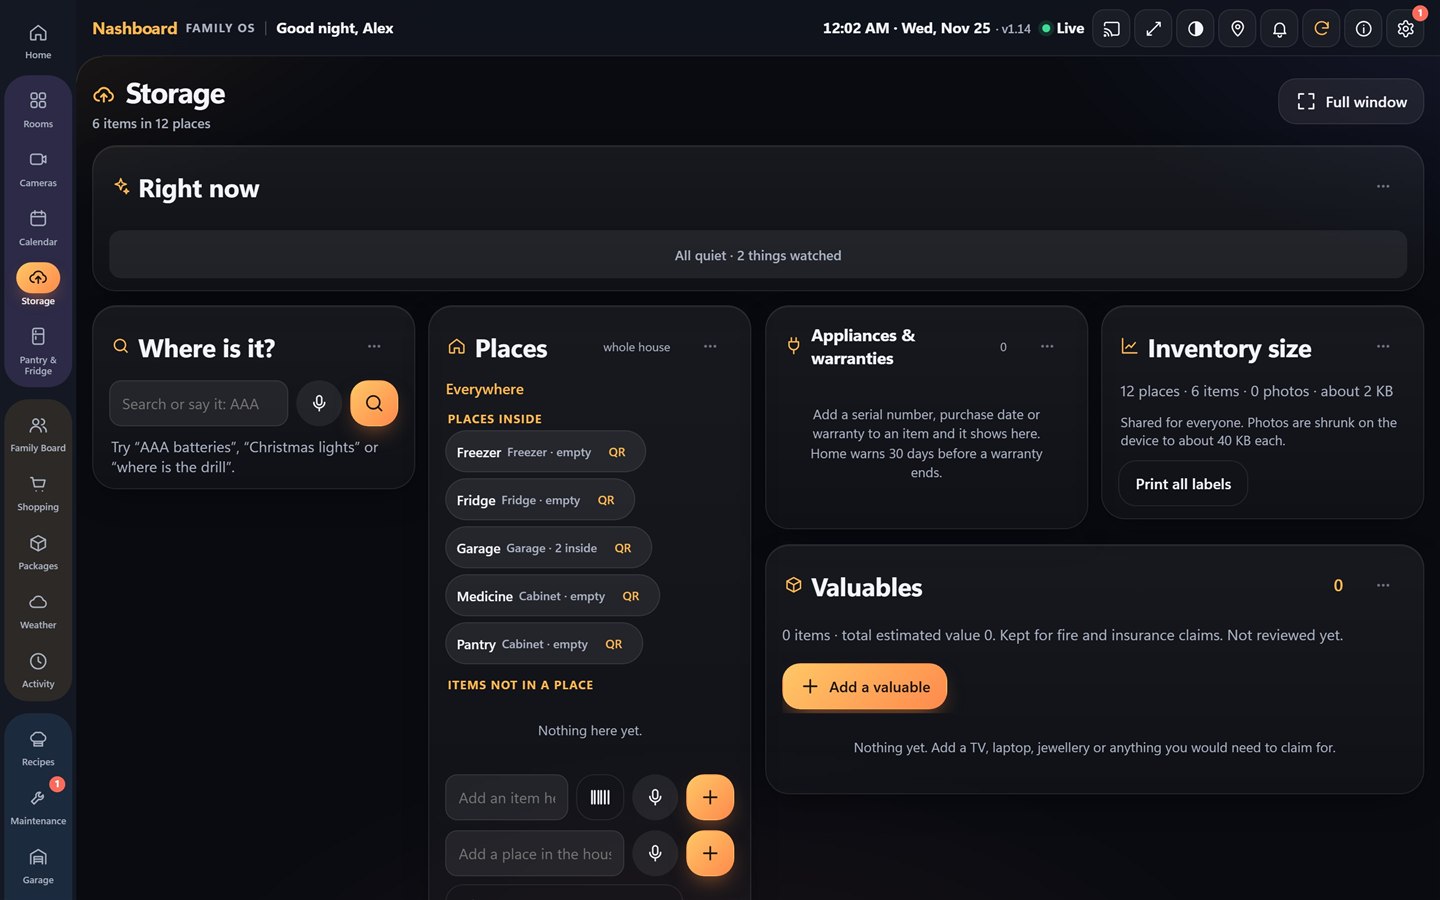 Nashboard FAMILY OS Good night, Alex
12:02 AM · Wed, Nov 25 · v1.14 Live
1
Home
Rooms
Cameras
Calendar
Storage
Pantry &
Fridge
Family Board
Shopping
Packages
Weather
Activity
Recipes
1
Maintenance
Garage
Storage
6 items in 12 places
Full window
Right now
All quiet · 2 things watched
Where is it?
Search or say it: AAA
Try “AAA batteries”, “Christmas lights” or
“where is the drill”.
Places whole house
Everywhere
PLACES INSIDE
Freezer Freezer · empty QR
Fridge Fridge · empty QR
Garage Garage · 2 inside QR
Medicine Cabinet · empty QR
Pantry Cabinet · empty QR
ITEMS NOT IN A PLACE
Nothing here yet.
Add an item he
Add a place in the hous
Appliances &
warranties
0
Add a serial number, purchase date or
warranty to an item and it shows here.
Home warns 30 days before a warranty
ends.
Inventory size
12 places · 6 items · 0 photos · about 2 KB
Shared for everyone. Photos are shrunk on the
device to about 40 KB each.
Print all labels
Valuables 0
0 items · total estimated value 0. Kept for fire and insurance claims. Not reviewed yet.
Add a valuable
Nothing yet. Add a TV, laptop, jewellery or anything you would need to claim for.